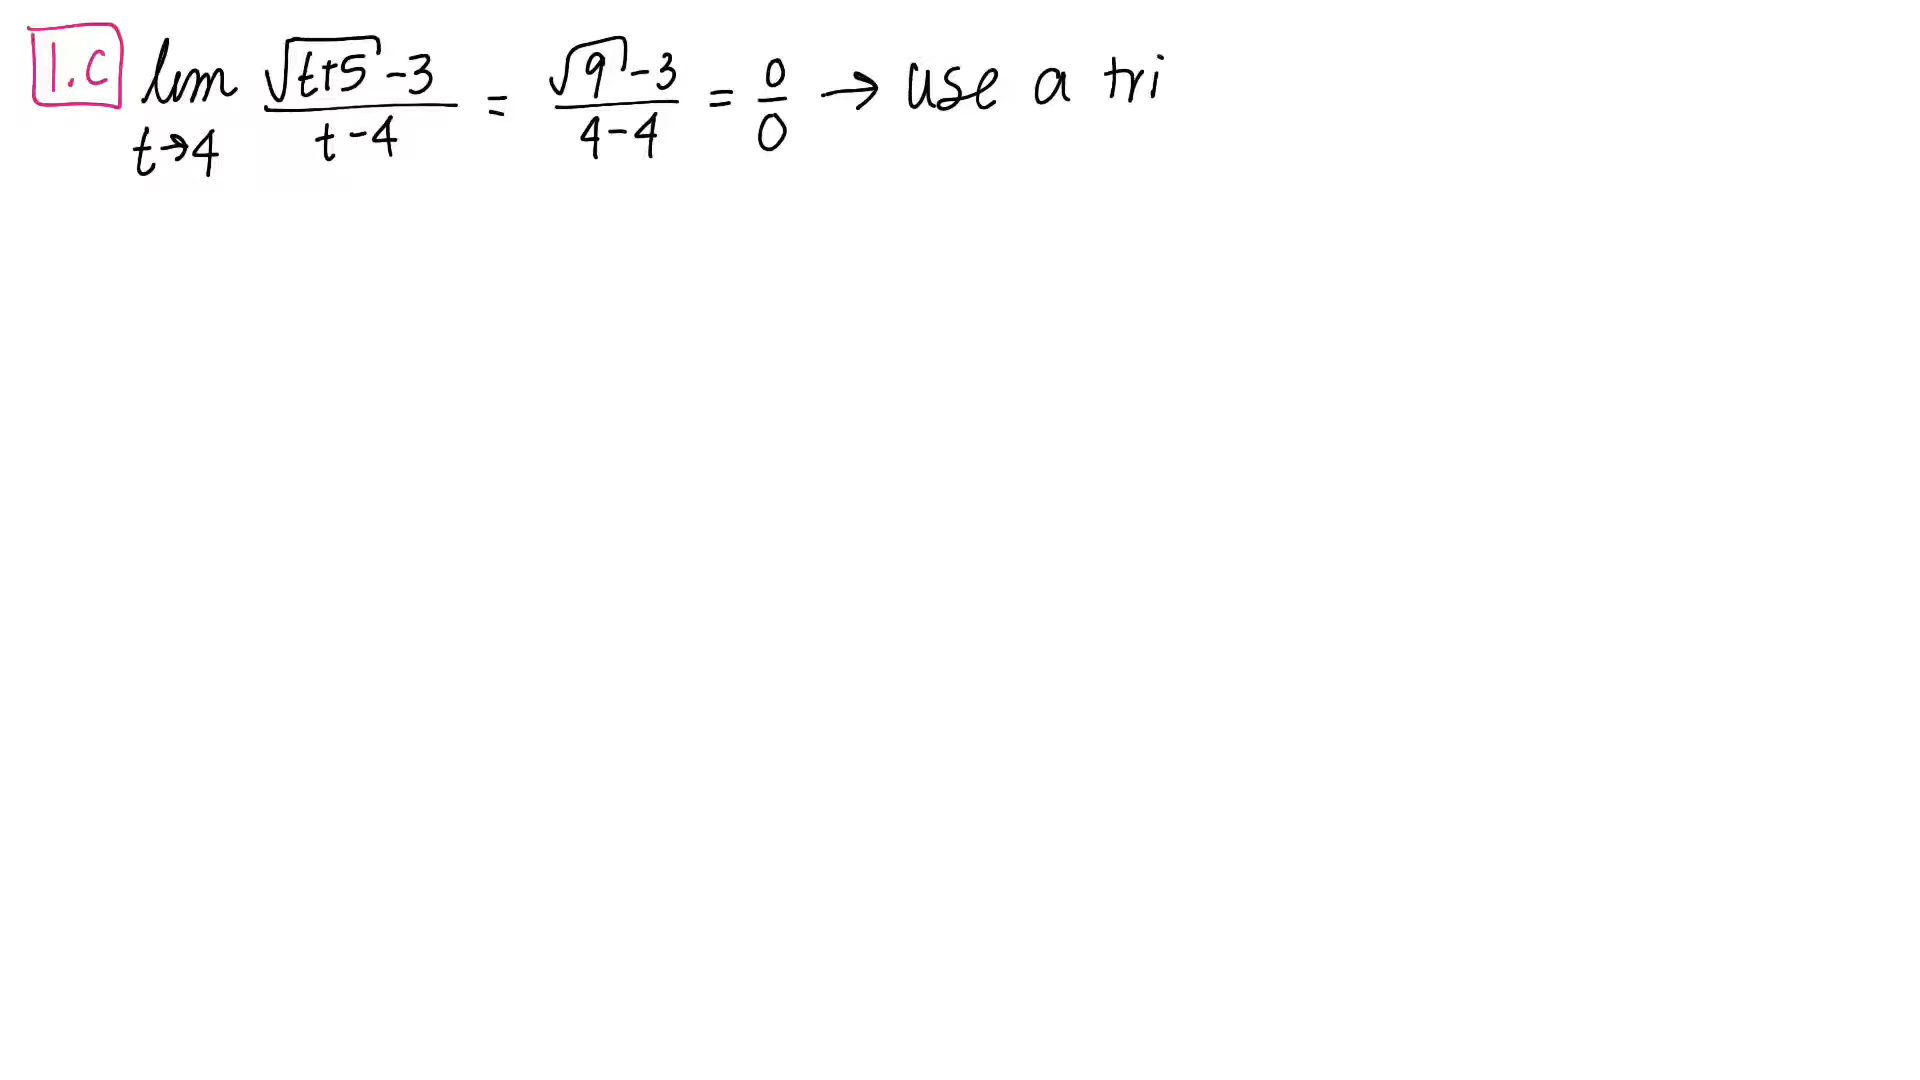 1.c lim t→4 (√(t+5) - 3)/(t - 4) = (√9 - 3)/(4 - 4) = 0/0 → use a tri